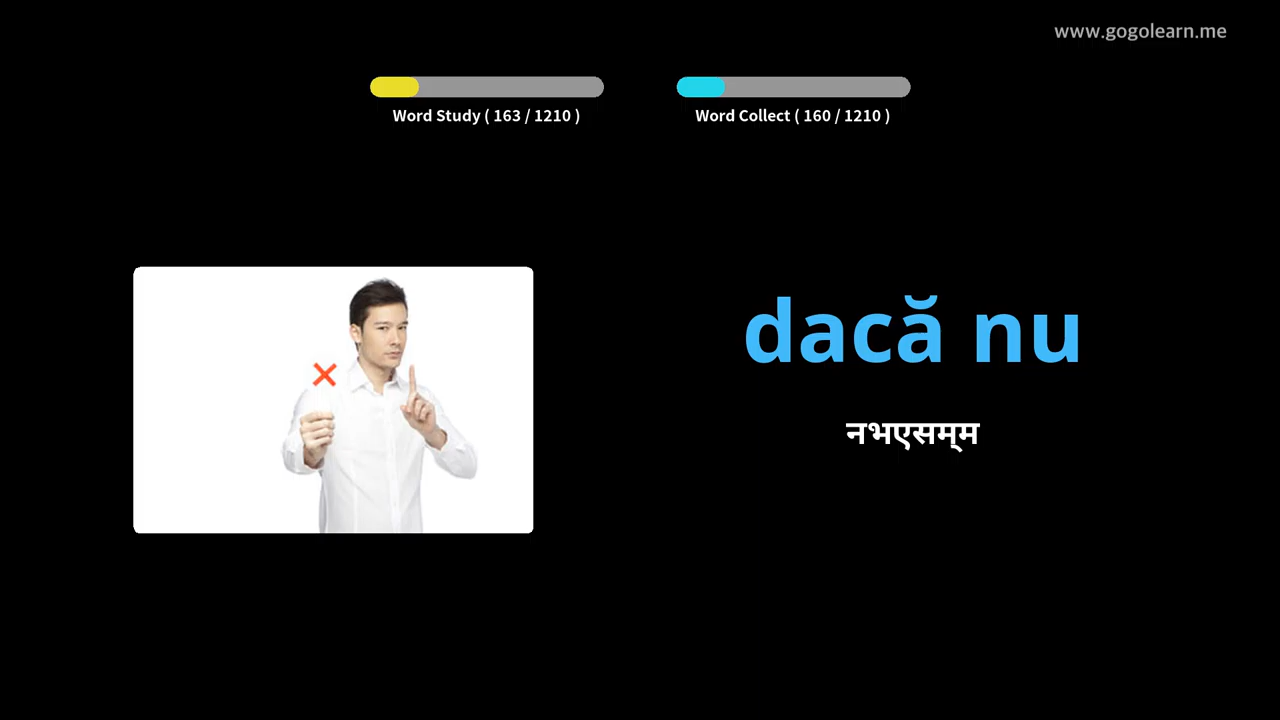 www.gogolearn.me
Word Study ( 163 / 1210 )
Word Collect ( 160 / 1210 )
dacă nu
नभएसम्म